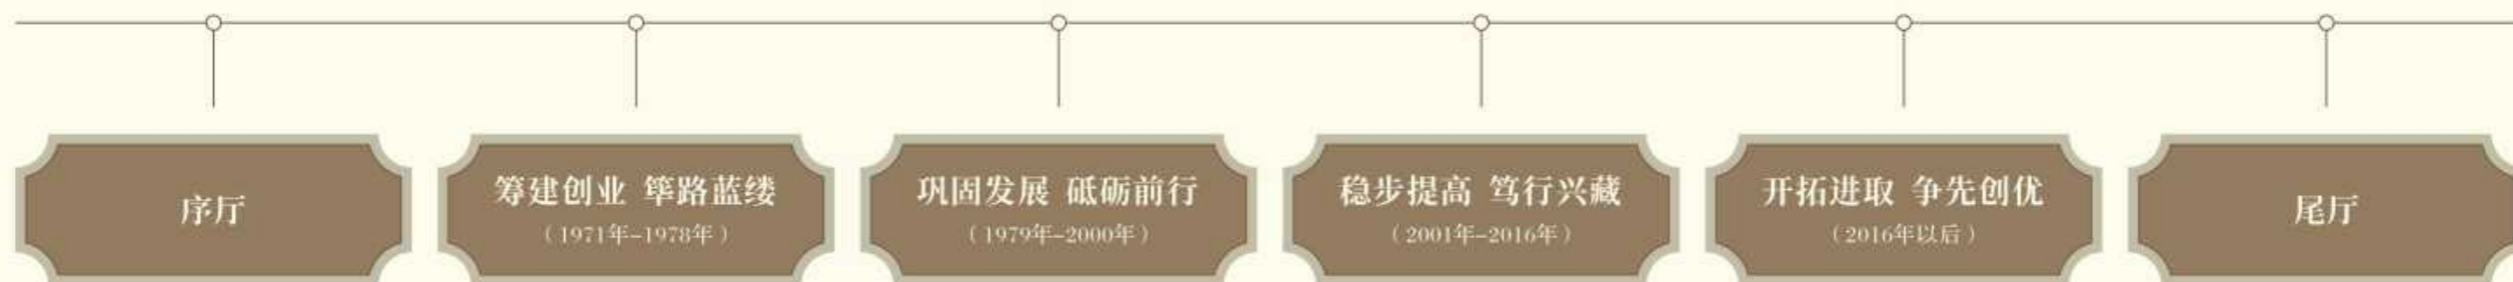 序厅
筹建创业 筚路蓝缕
（1971年-1978年）
巩固发展 砥砺前行
（1979年-2000年）
稳步提高 笃行兴藏
（2001年-2016年）
开拓进取 争先创优
（2016年以后）
尾厅